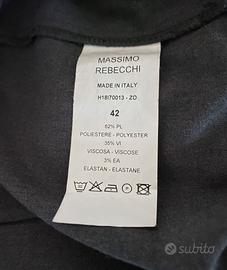 MASSIMO
REBECCHI
MADE IN ITALY
H18I70013 - ZO
42
62% PL
POLIESTERE - POLYESTER
35% VI
VISCOSA - VISCOSE
3% EA
ELASTAN - ELASTANE
subito